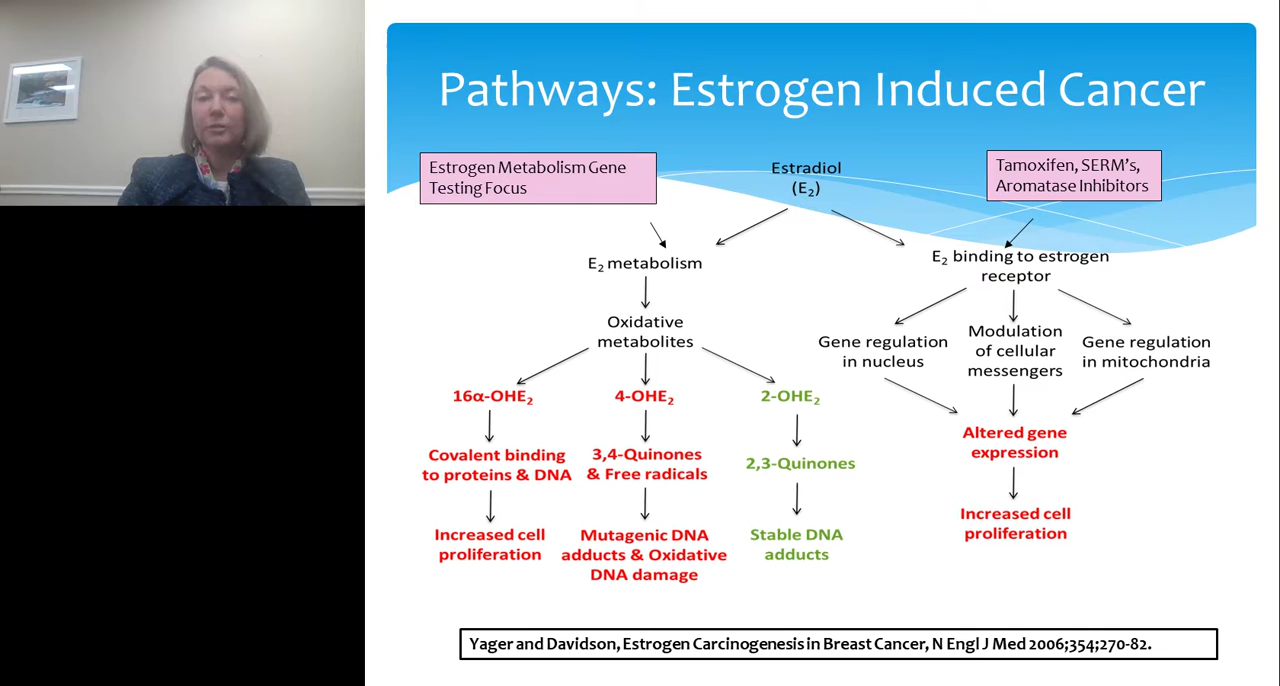 Pathways: Estrogen Induced Cancer
Estrogen Metabolism Gene
Testing Focus
Estradiol
(E₂)
Tamoxifen, SERM's,
Aromatase Inhibitors
E₂ metabolism
E₂ binding to estrogen
receptor
Oxidative
metabolites
Gene regulation
in nucleus
Modulation
of cellular
messengers
Gene regulation
in mitochondria
16α-OHE₂
4-OHE₂
2-OHE₂
Altered gene
expression
Covalent binding
to proteins & DNA
3,4-Quinones
& Free radicals
2,3-Quinones
Increased cell
proliferation
Increased cell
proliferation
Mutagenic DNA
adducts & Oxidative
DNA damage
Stable DNA
adducts
Yager and Davidson, Estrogen Carcinogenesis in Breast Cancer, N Engl J Med 2006;354;270-82.